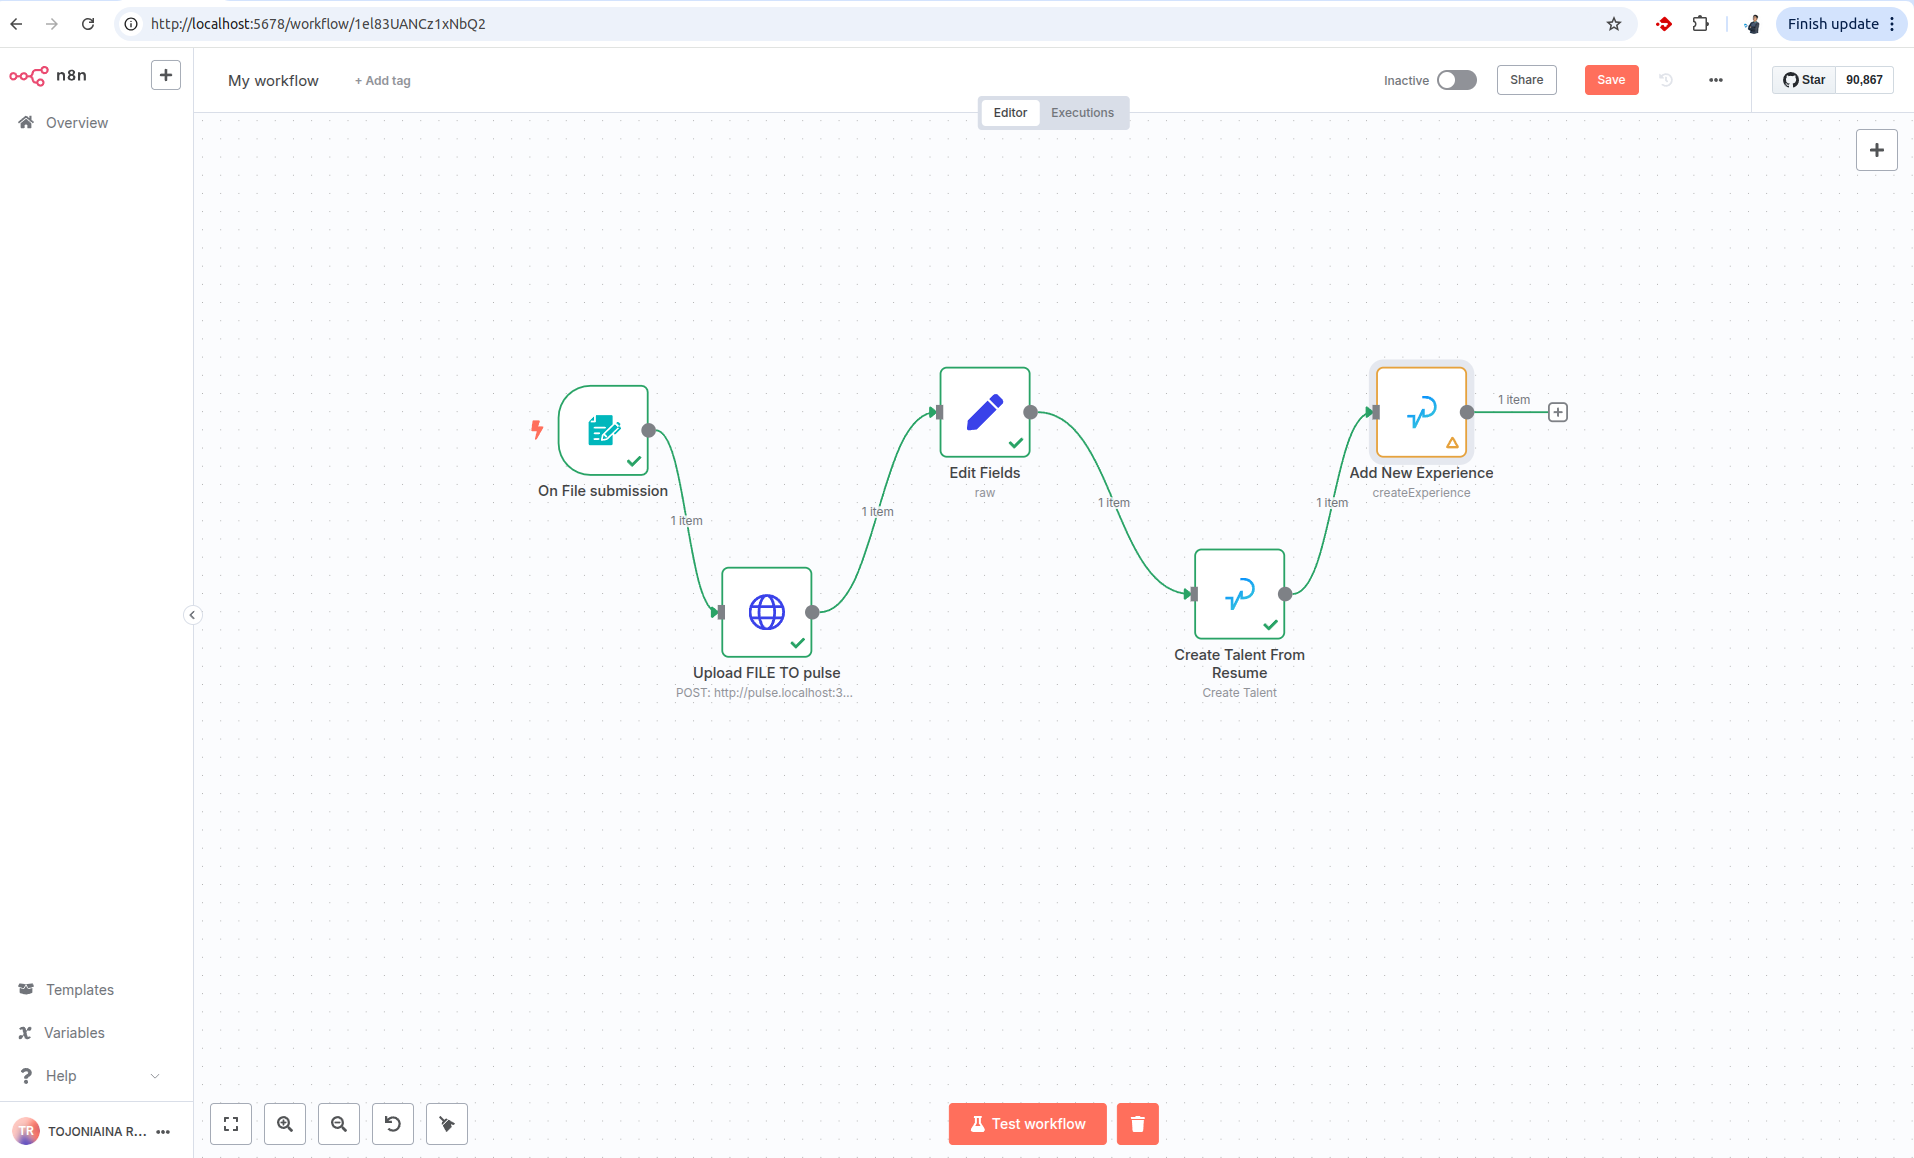 http://localhost:5678/workflow/1el83UANCz1xNbQ2
Finish update
n8n
My workflow
+ Add tag
Inactive
Share
Save
Star
90,867
Editor
Executions
Overview
1 item
On File submission
1 item
Upload FILE TO pulse
POST: http://pulse.localhost:3...
1 item
Edit Fields
raw
1 item
Create Talent From
Resume
Create Talent
1 item
Add New Experience
createExperience
Templates
Variables
Help
TR
TOJONIAINA R...
Test workflow